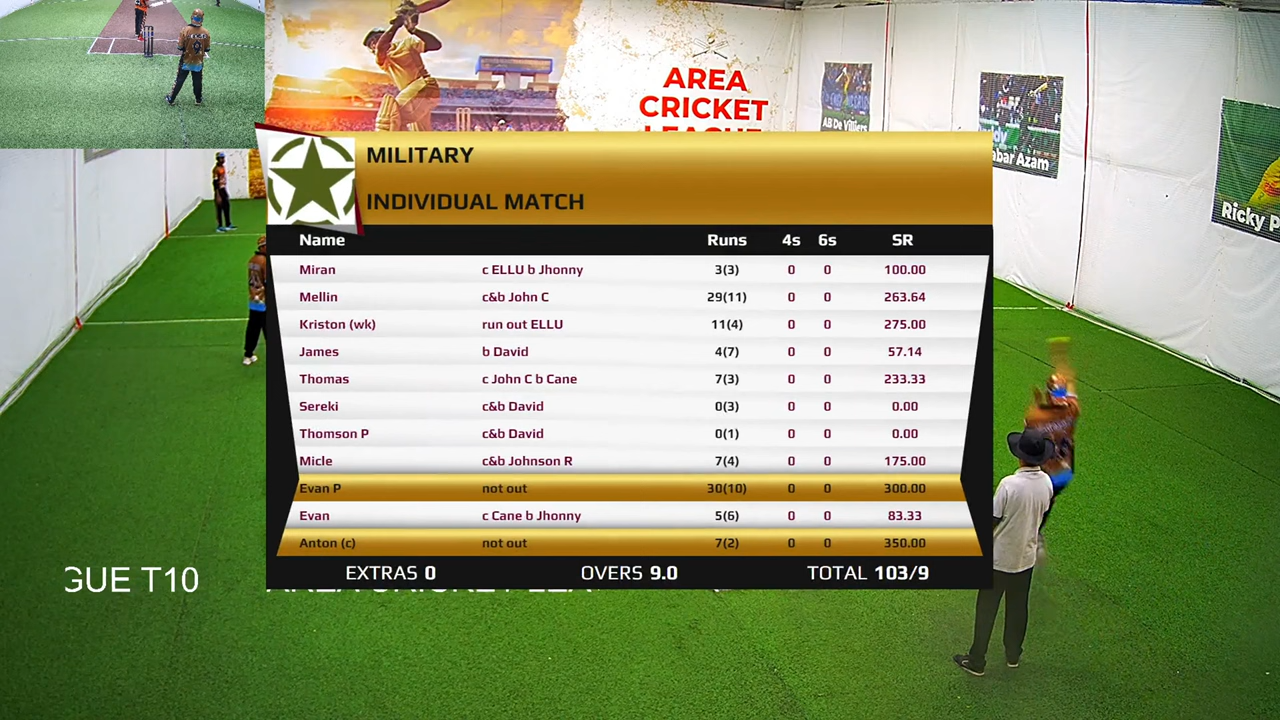 AREA
CRICKET
LEAGUE
AB De Villiers
bar Azam
Ricky P
MILITARY
INDIVIDUAL MATCH
Name Runs 4s 6s SR
Miran c ELLU b Jhonny 3(3) 0 0 100.00
Mellin c&b John C 29(11) 0 0 263.64
Kriston (wk) run out ELLU 11(4) 0 0 275.00
James b David 4(7) 0 0 57.14
Thomas c John C b Cane 7(3) 0 0 233.33
Sereki c&b David 0(3) 0 0 0.00
Thomson P c&b David 0(1) 0 0 0.00
Micle c&b Johnson R 7(4) 0 0 175.00
Evan P not out 30(10) 0 0 300.00
Evan c Cane b Jhonny 5(6) 0 0 83.33
Anton (c) not out 7(2) 0 0 350.00
EXTRAS 0 OVERS 9.0 TOTAL 103/9
GUE T10